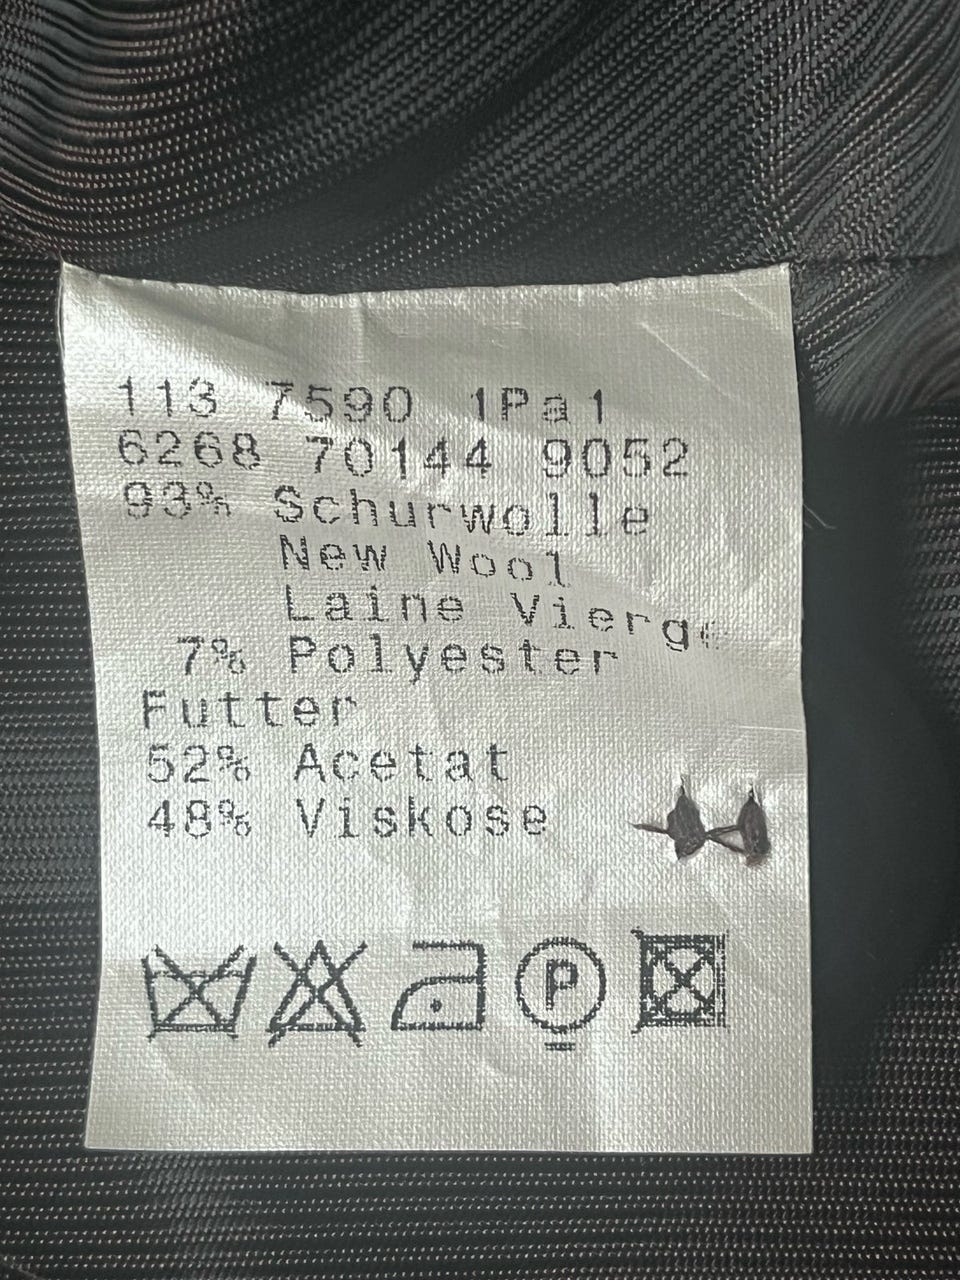 113 7590 1Pa1
6268 70144 9052
93% Schurwolle
New Wool
Laine Vierge
7% Polyester
Futter
52% Acetat
48% Viskose
P